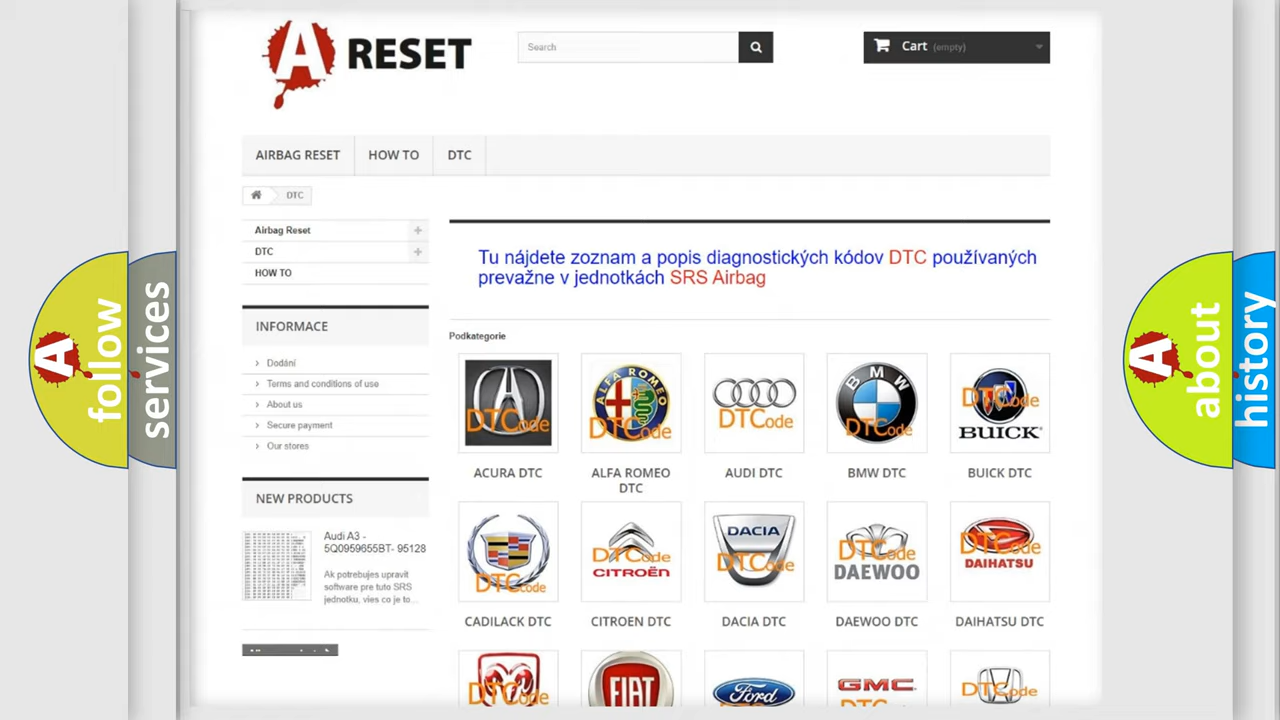 A RESET
Search
Cart (empty)
AIRBAG RESET
HOW TO
DTC
DTC
Airbag Reset
DTC
HOW TO
Tu nájdete zoznam a popis diagnostických kódov DTC používaných
prevažne v jednotkách SRS Airbag
INFORMACE
Dodání
Terms and conditions of use
About us
Secure payment
Our stores
Podkategorie
DTCode
ALFA ROMEO
DTCode
DTCode
BMW
DTCode
DTCode
BUICK
ACURA DTC
ALFA ROMEO
DTC
AUDI DTC
BMW DTC
BUICK DTC
NEW PRODUCTS
Audi A3 -
5Q0959655BT- 95128
Ak potrebujes upravit
software pre tuto SRS
jednotku, vies co je to...
DTCode
DTCode
CITROËN
DACIA
DTCode
DTCode
DAEWOO
DTCode
DAIHATSU
CADILACK DTC
CITROEN DTC
DACIA DTC
DAEWOO DTC
DAIHATSU DTC
DTCode
FIAT
Ford
GMC
DTCode
A
follow
services
A
about
history